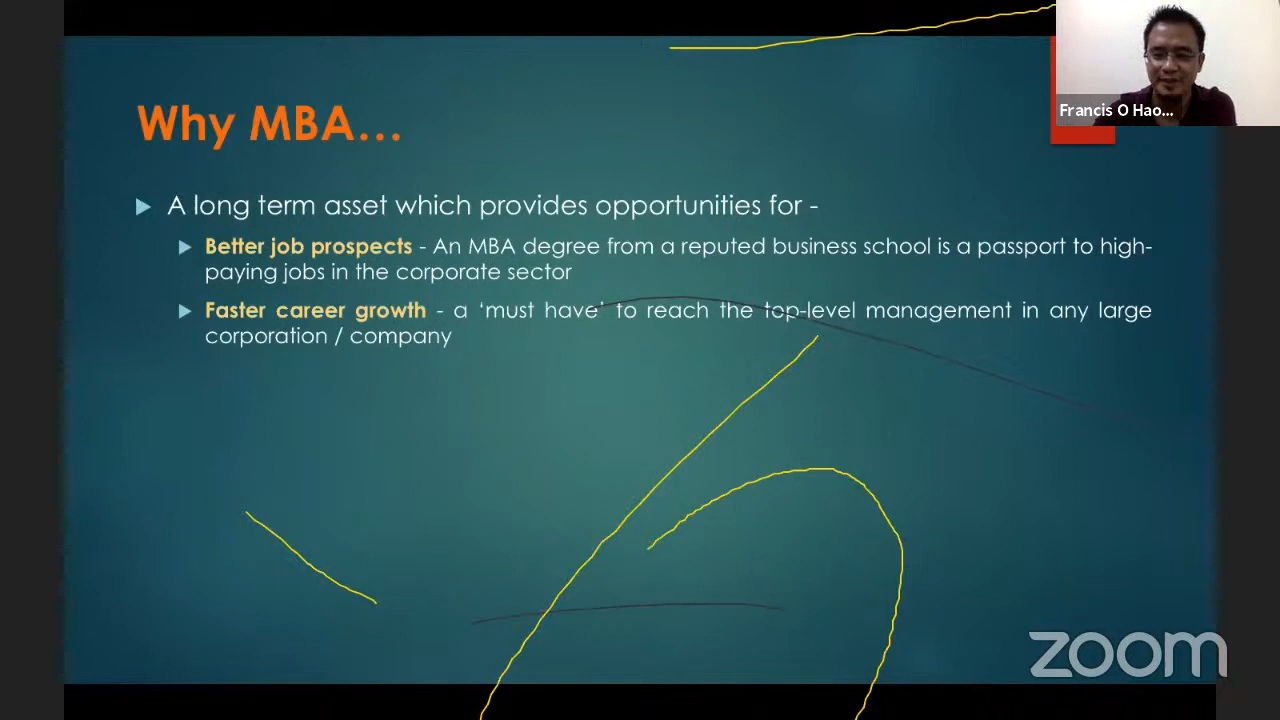 Francis O Hao...
Why MBA...
A long term asset which provides opportunities for -
Better job prospects - An MBA degree from a reputed business school is a passport to high-
paying jobs in the corporate sector
Faster career growth - a ‘must have’ to reach the top-level management in any large
corporation / company
zoom